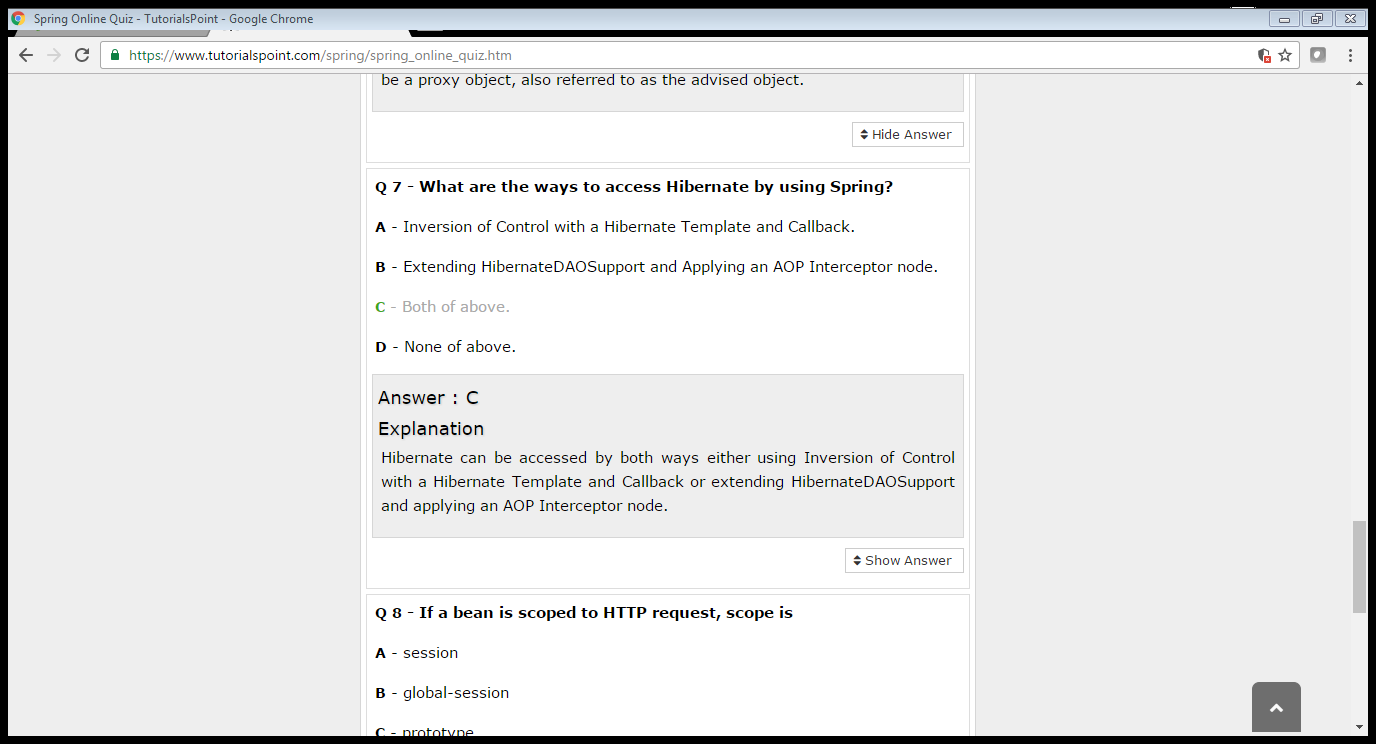 Spring Online Quiz - TutorialsPoint - Google Chrome
https://www.tutorialspoint.com/spring/spring_online_quiz.htm
be a proxy object, also referred to as the advised object.
Hide Answer
Q 7 - What are the ways to access Hibernate by using Spring?
A - Inversion of Control with a Hibernate Template and Callback.
B - Extending HibernateDAOSupport and Applying an AOP Interceptor node.
C - Both of above.
D - None of above.
Answer : C
Explanation
Hibernate can be accessed by both ways either using Inversion of Control
with a Hibernate Template and Callback or extending HibernateDAOSupport
and applying an AOP Interceptor node.
Show Answer
Q 8 - If a bean is scoped to HTTP request, scope is
A - session
B - global-session
C - prototype